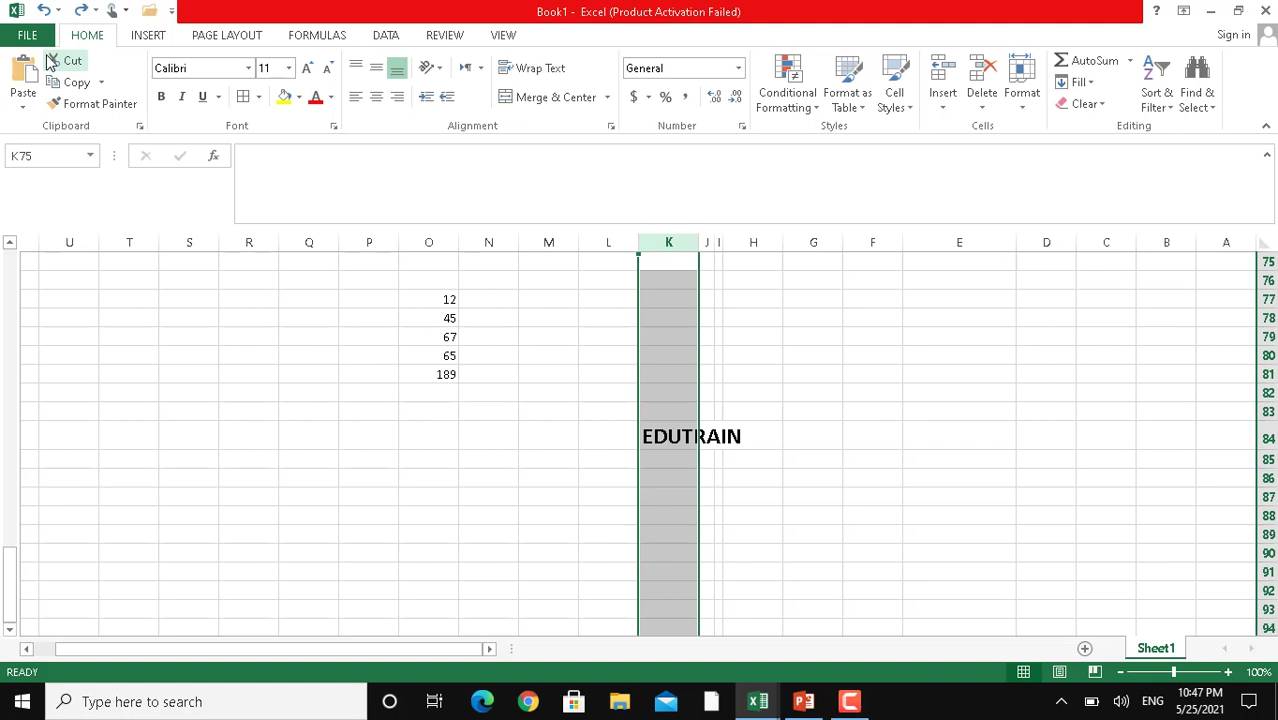 Book1 - Excel (Product Activation Failed)
FILE HOME INSERT PAGE LAYOUT FORMULAS DATA REVIEW VIEW Sign in
Paste
Cut
Copy
Format Painter
Clipboard
Calibri 11
B I U
Font
Wrap Text
Merge & Center
Alignment
General
$ % ,
Number
Conditional Formatting
Format as Table
Cell Styles
Styles
Insert Delete Format
Cells
AutoSum
Fill
Clear
Sort & Filter
Find & Select
Editing
K75
fx
U T S R Q P O N M L K J I H G F E D C B A
75
76
12 77
45 78
67 79
65 80
189 81
82
83
EDUTRAIN 84
85
86
87
88
89
90
91
92
93
94
Sheet1
READY 100%
Type here to search
ENG
10:47 PM
5/25/2021